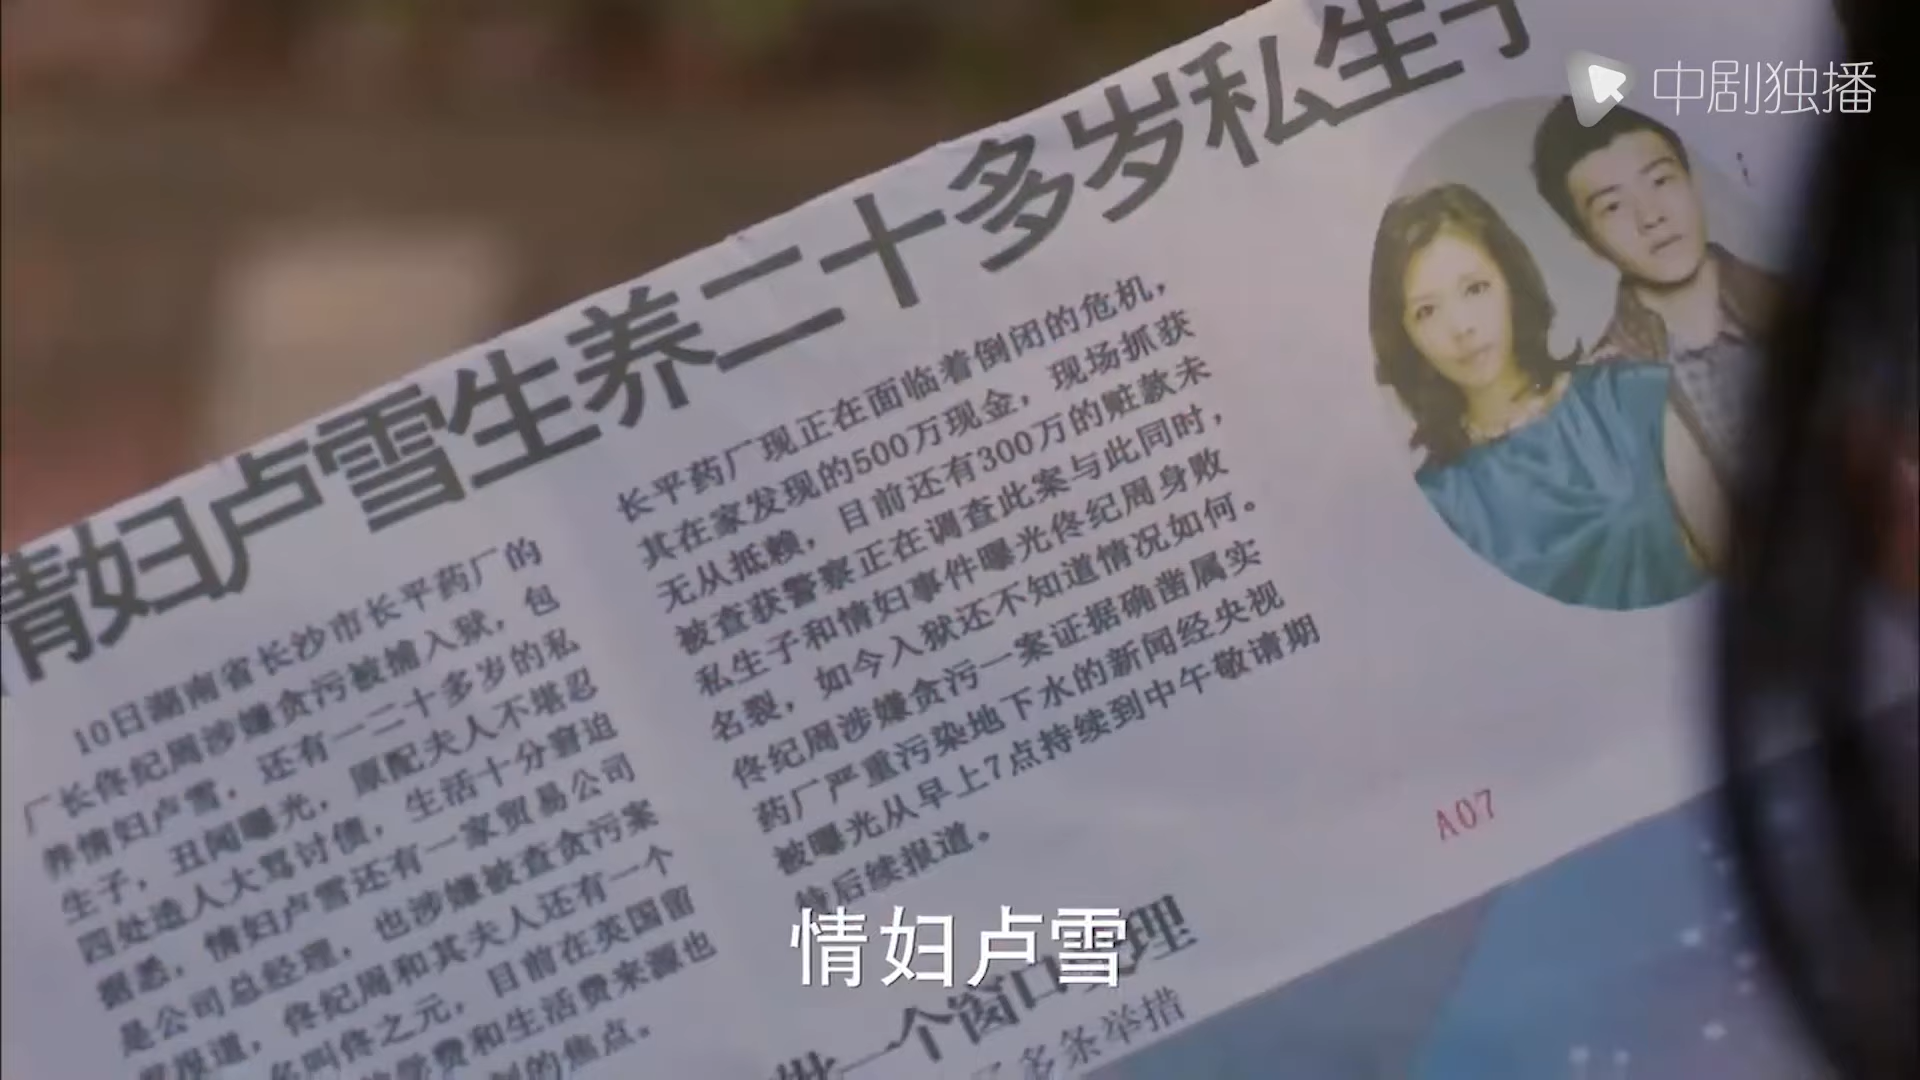 中剧独播
情妇卢雪生养二十多岁私生子
10日湖南省长沙市长平药厂的
厂长佟纪周涉嫌贪污被捕入狱，包
养情妇卢雪，还有一二十多岁的私
生子，丑闻曝光，原配夫人不堪忍
四处遭人大骂讨债，生活十分窘迫
据悉，情妇卢雪还有一家贸易公司
是公司总经理，也涉嫌被查贪污案
报道，佟纪周和其夫人还有一个
名叫佟之元，目前在英国留
学费和生活费来源也
的焦点。
长平药厂现正在面临着倒闭的危机，
其在家发现的500万现金，现场抓获
无从抵赖，目前还有300万的赃款未
被查获警察正在调查此案与此同时，
私生子和情妇事件曝光佟纪周身败
名裂，如今入狱还不知道情况如何。
佟纪周涉嫌贪污一案证据确凿属实
药厂严重污染地下水的新闻经央视
被曝光从早上7点持续到中午敬请期
待后续报道。
A07
一个窗口理
多条举措
情妇卢雪